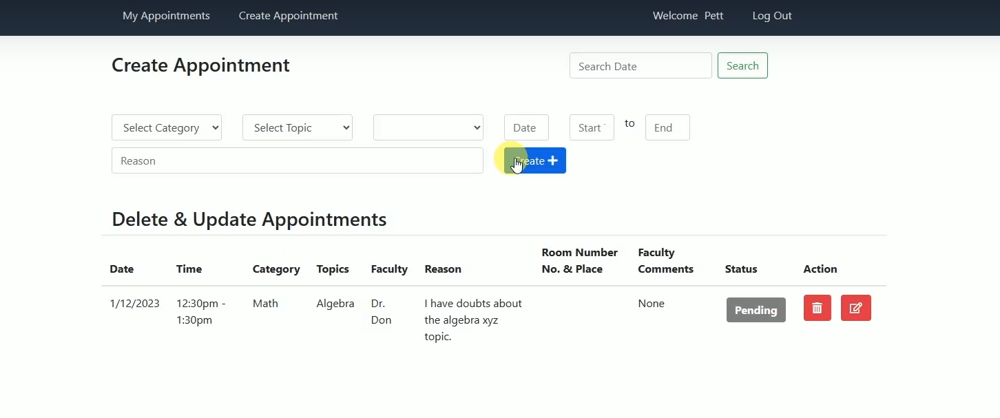 My Appointments Create Appointment Welcome Pett Log Out
Create Appointment
Search Date Search
Select Category Select Topic Date Start to End
Reason Create
Delete & Update Appointments
Room Number Faculty
Date Time Category Topics Faculty Reason No. & Place Comments Status Action
1/12/2023 12:30pm - Math Algebra Dr. I have doubts about None Pending
1:30pm Don the algebra xyz
topic.